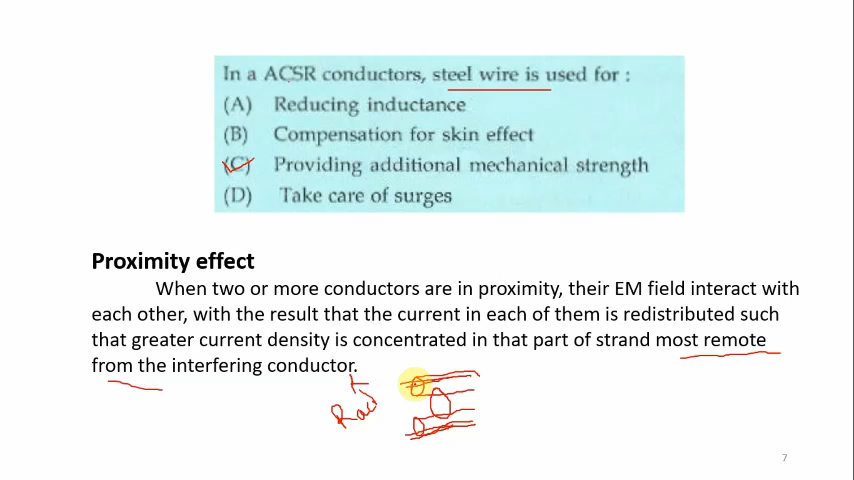 In a ACSR conductors, steel wire is used for :
(A) Reducing inductance
(B) Compensation for skin effect
(C) Providing additional mechanical strength
(D) Take care of surges
Proximity effect
When two or more conductors are in proximity, their EM field interact with
each other, with the result that the current in each of them is redistributed such
that greater current density is concentrated in that part of strand most remote
from the interfering conductor.
7